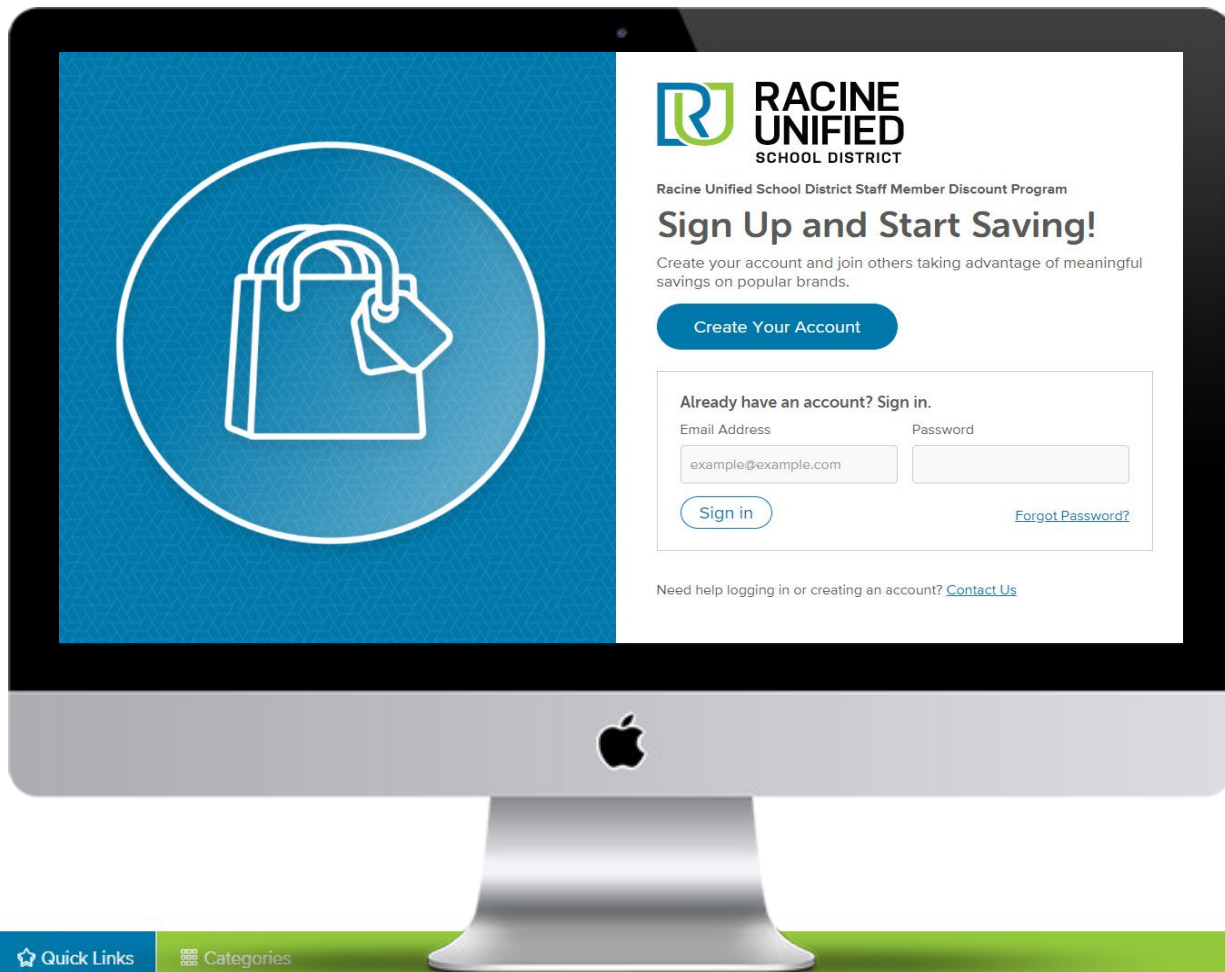 RACINE
UNIFIED
SCHOOL DISTRICT
Racine Unified School District Staff Member Discount Program
Sign Up and Start Saving!
Create your account and join others taking advantage of meaningful
savings on popular brands.
Create Your Account
Already have an account? Sign in.
Email Address
Password
example@example.com
Sign in
Forgot Password?
Need help logging in or creating an account? Contact Us
Quick Links
Categories